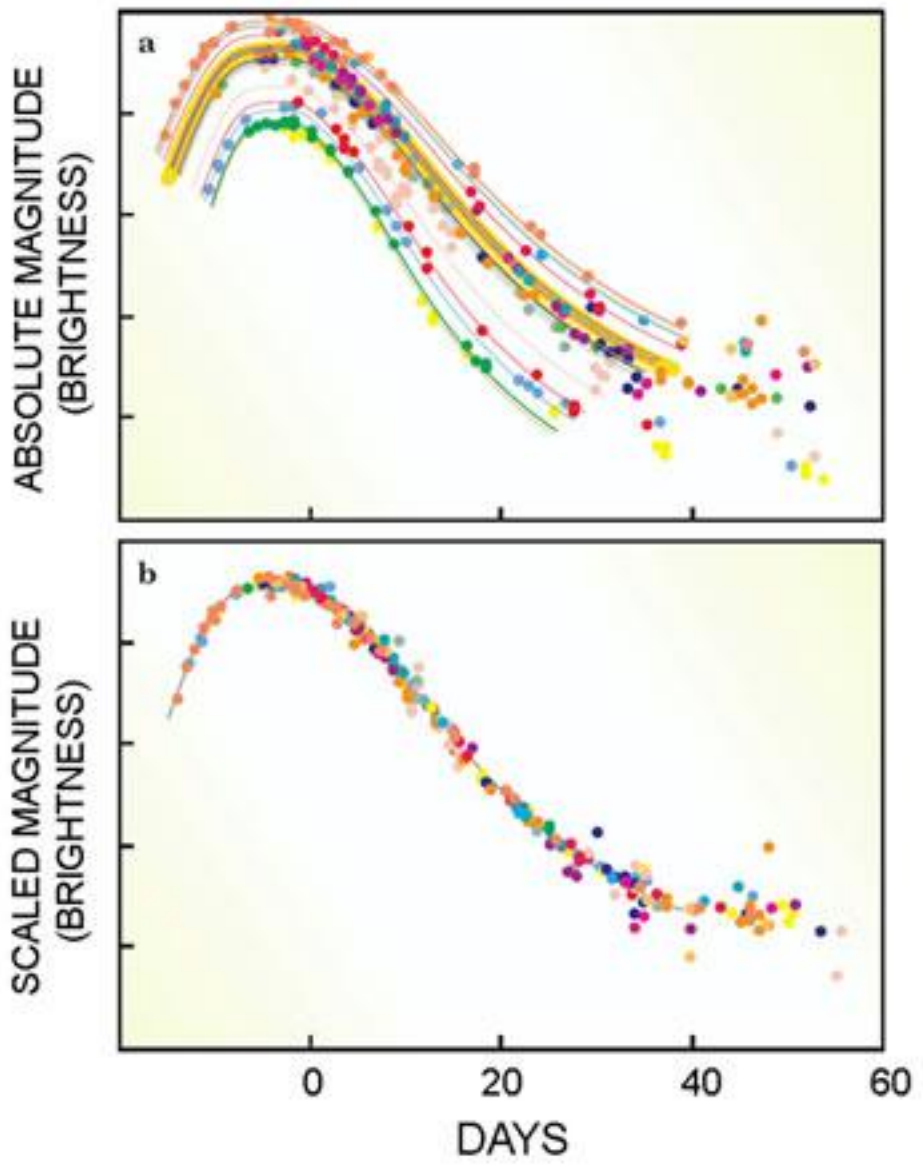 a
ABSOLUTE MAGNITUDE
(BRIGHTNESS)
b
SCALED MAGNITUDE
(BRIGHTNESS)
0 20 40 60
DAYS